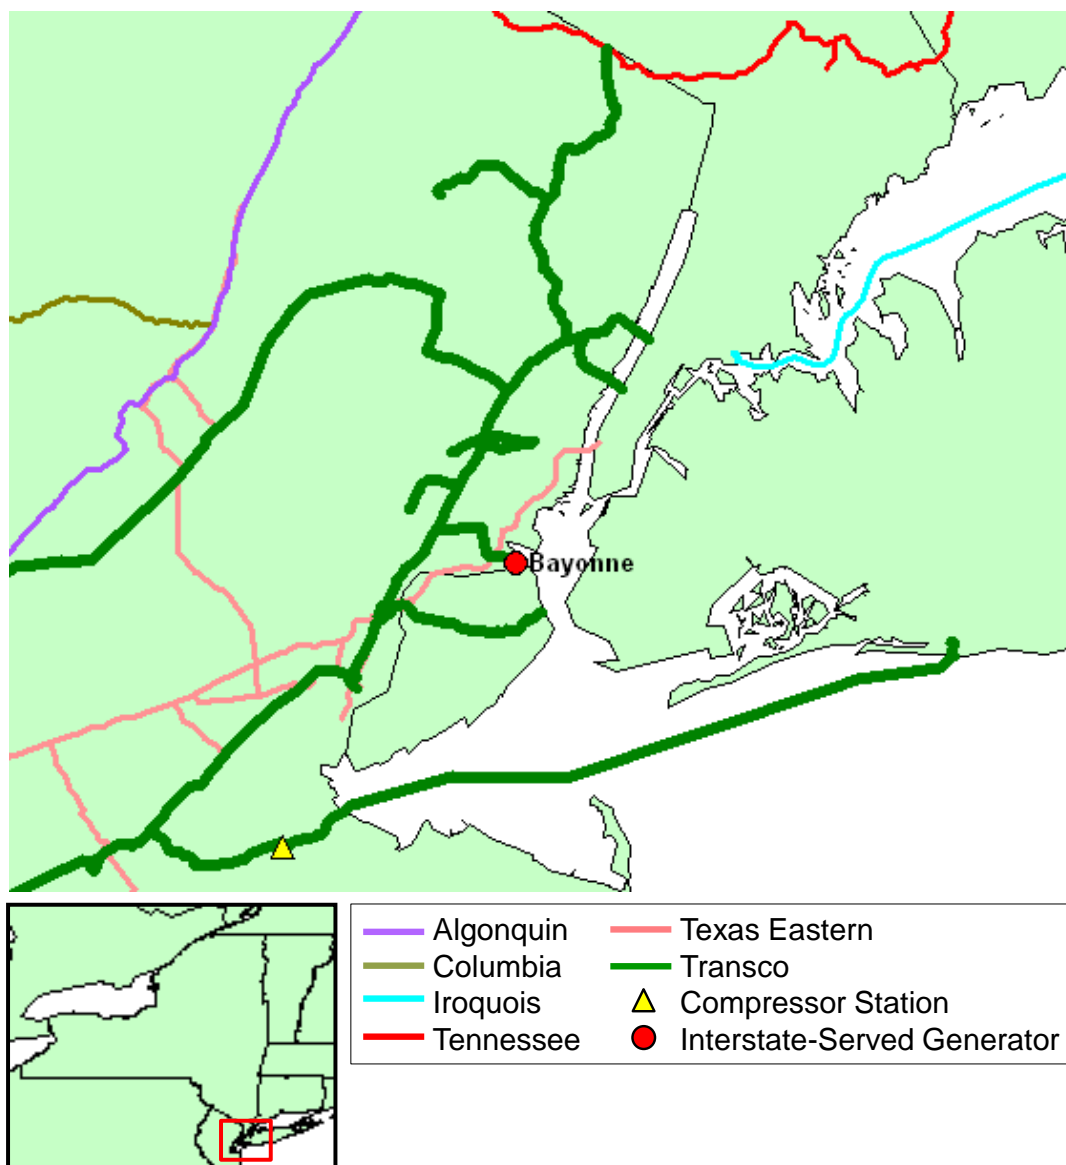 Bayonne
Algonquin
Texas Eastern
Columbia
Transco
Iroquois
Compressor Station
Tennessee
Interstate-Served Generator